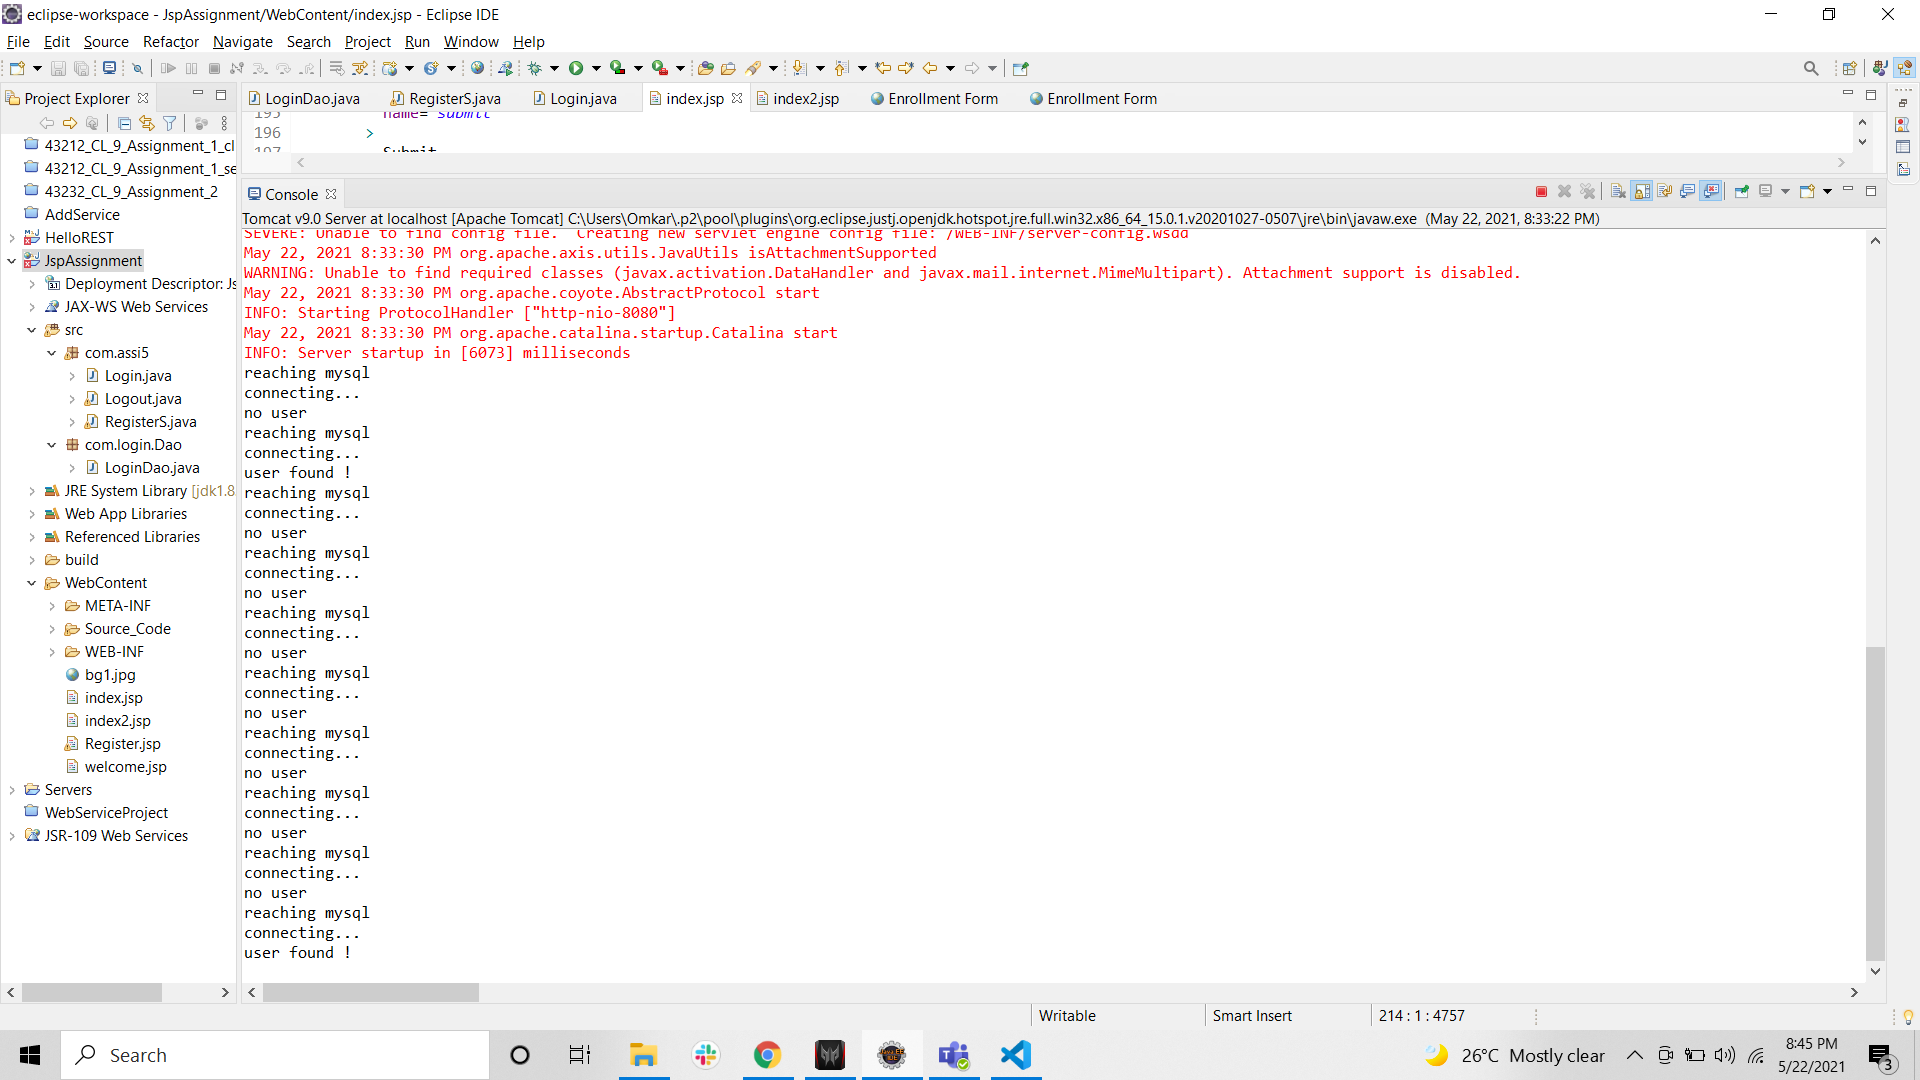 eclipse-workspace - JspAssignment/WebContent/index.jsp - Eclipse IDE
File Edit Source Refactor Navigate Search Project Run Window Help
Project Explorer
LoginDao.java RegisterS.java Login.java index.jsp index2.jsp Enrollment Form Enrollment Form
195 name="submit"
196 >
197 Submit
43212_CL_9_Assignment_1_cl
43212_CL_9_Assignment_1_se
43232_CL_9_Assignment_2
AddService
HelloREST
JspAssignment
Deployment Descriptor: Js
JAX-WS Web Services
src
com.assi5
Login.java
Logout.java
RegisterS.java
com.login.Dao
LoginDao.java
JRE System Library [jdk1.8
Web App Libraries
Referenced Libraries
build
WebContent
META-INF
Source_Code
WEB-INF
bg1.jpg
index.jsp
index2.jsp
Register.jsp
welcome.jsp
Servers
WebServiceProject
JSR-109 Web Services
Console
Tomcat v9.0 Server at localhost [Apache Tomcat] C:\Users\Omkar\.p2\pool\plugins\org.eclipse.justj.openjdk.hotspot.jre.full.win32.x86_64_15.0.1.v20201027-0507\jre\bin\javaw.exe (May 22, 2021, 8:33:22 PM)
SEVERE: Unable to find config file.  Creating new servlet engine config file: /WEB-INF/server-config.wsdd
May 22, 2021 8:33:30 PM org.apache.axis.utils.JavaUtils isAttachmentSupported
WARNING: Unable to find required classes (javax.activation.DataHandler and javax.mail.internet.MimeMultipart). Attachment support is disabled.
May 22, 2021 8:33:30 PM org.apache.coyote.AbstractProtocol start
INFO: Starting ProtocolHandler ["http-nio-8080"]
May 22, 2021 8:33:30 PM org.apache.catalina.startup.Catalina start
INFO: Server startup in [6073] milliseconds
reaching mysql
connecting...
no user
reaching mysql
connecting...
user found !
reaching mysql
connecting...
no user
reaching mysql
connecting...
no user
reaching mysql
connecting...
no user
reaching mysql
connecting...
no user
reaching mysql
connecting...
no user
reaching mysql
connecting...
no user
reaching mysql
connecting...
no user
reaching mysql
connecting...
user found !
Writable Smart Insert 214 : 1 : 4757
Search
26°C Mostly clear
8:45 PM
5/22/2021
3